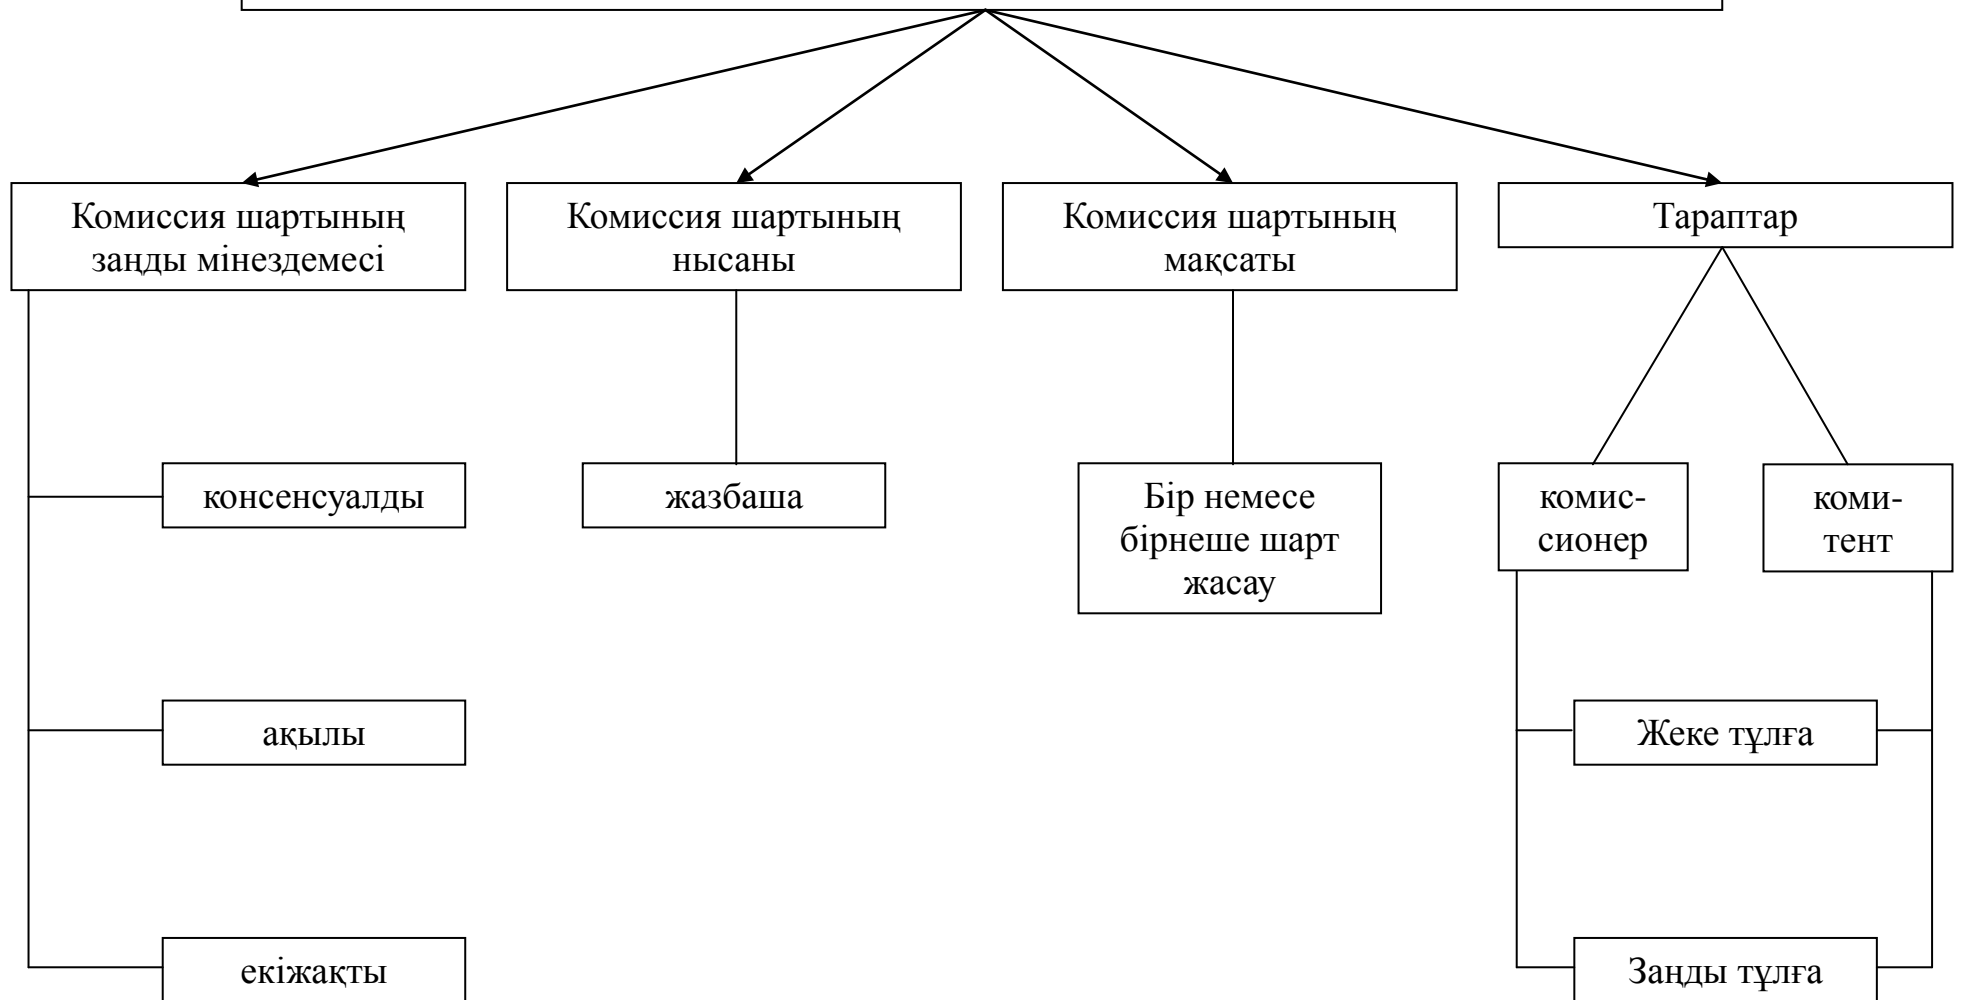 Комиссия шартының
заңды мінездемесі
Комиссия шартының
нысаны
Комиссия шартының
мақсаты
Тараптар
консенсуалды
жазбаша
Бір немесе
бірнеше шарт
жасау
комис-
сионер
коми-
тент
ақылы
Жеке тұлға
екіжақты
Заңды тұлға